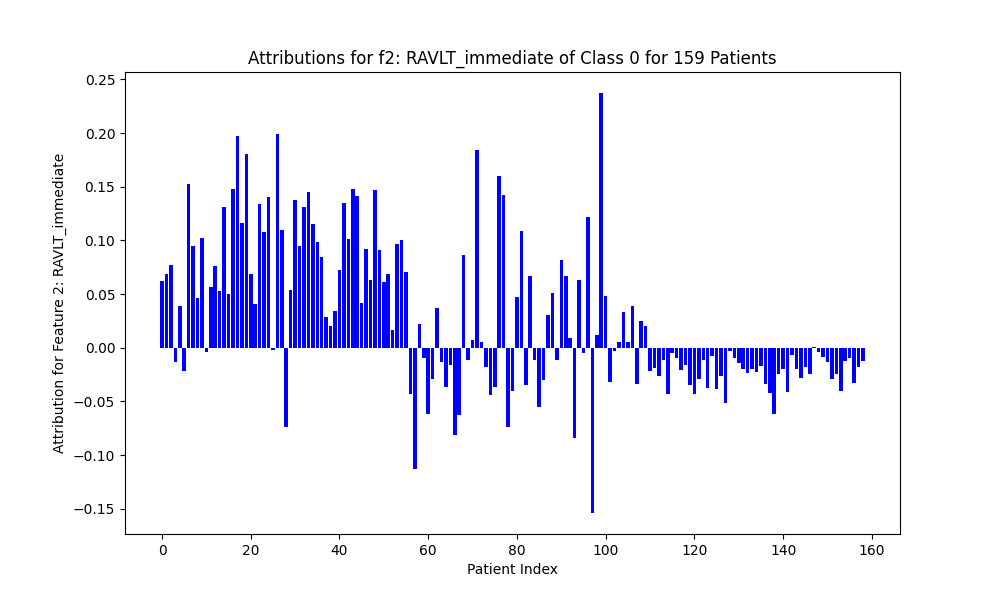 Attributions for f2: RAVLT_immediate of Class 0 for 159 Patients
Attribution for Feature 2: RAVLT_immediate
0.25
0.20
0.15
0.10
0.05
0.00
−0.05
−0.10
−0.15
0 20 40 60 80 100 120 140 160
Patient Index